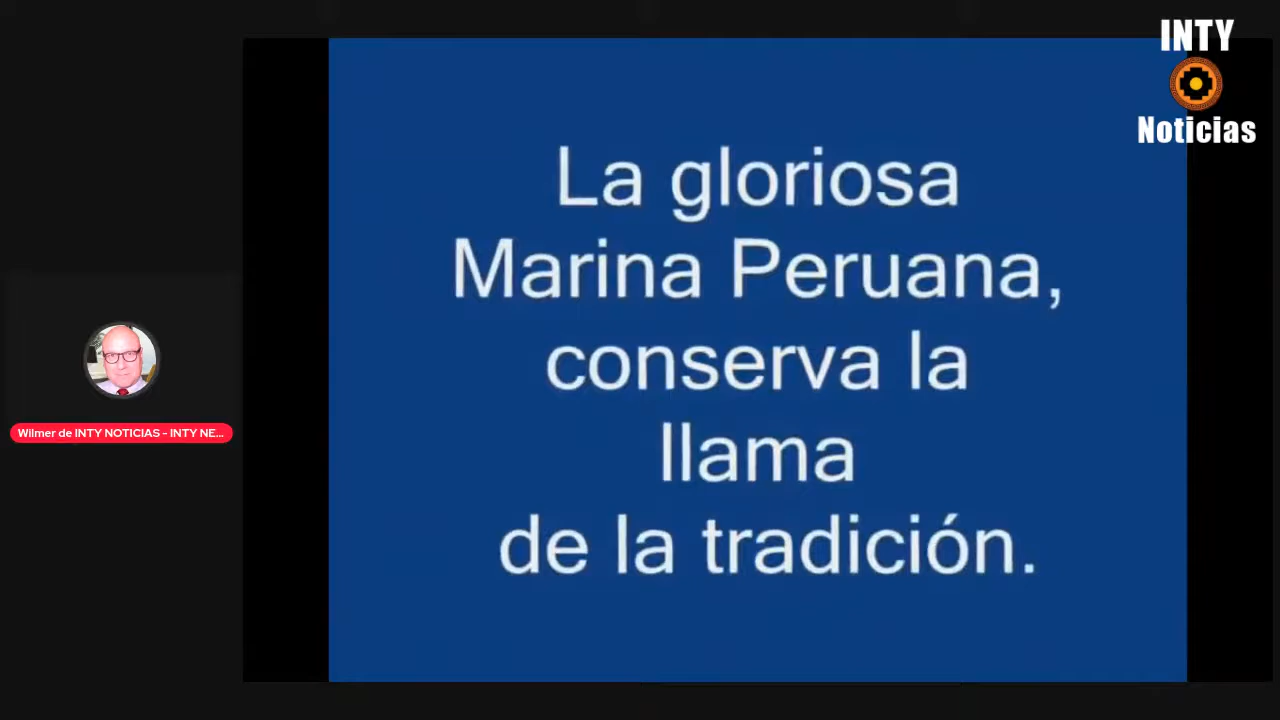 INTY
Noticias
La gloriosa
Marina Peruana,
conserva la
llama
de la tradición.
Wilmer de INTY NOTICIAS - INTY NE...